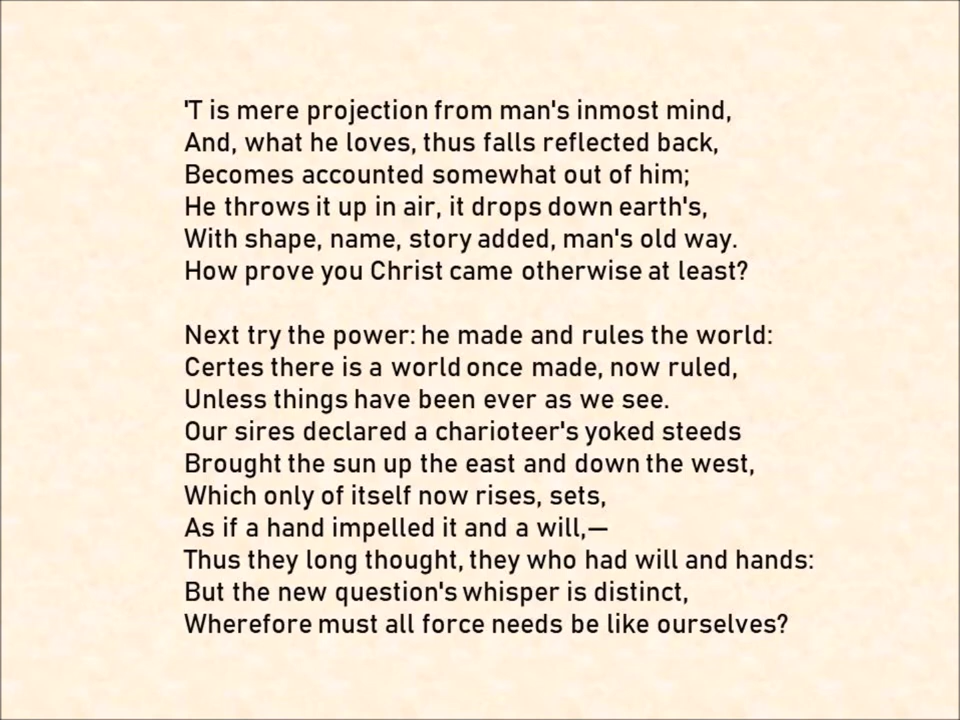 'T is mere projection from man's inmost mind,
And, what he loves, thus falls reflected back,
Becomes accounted somewhat out of him;
He throws it up in air, it drops down earth's,
With shape, name, story added, man's old way.
How prove you Christ came otherwise at least?
Next try the power: he made and rules the world:
Certes there is a world once made, now ruled,
Unless things have been ever as we see.
Our sires declared a charioteer's yoked steeds
Brought the sun up the east and down the west,
Which only of itself now rises, sets,
As if a hand impelled it and a will,—
Thus they long thought, they who had will and hands:
But the new question's whisper is distinct,
Wherefore must all force needs be like ourselves?